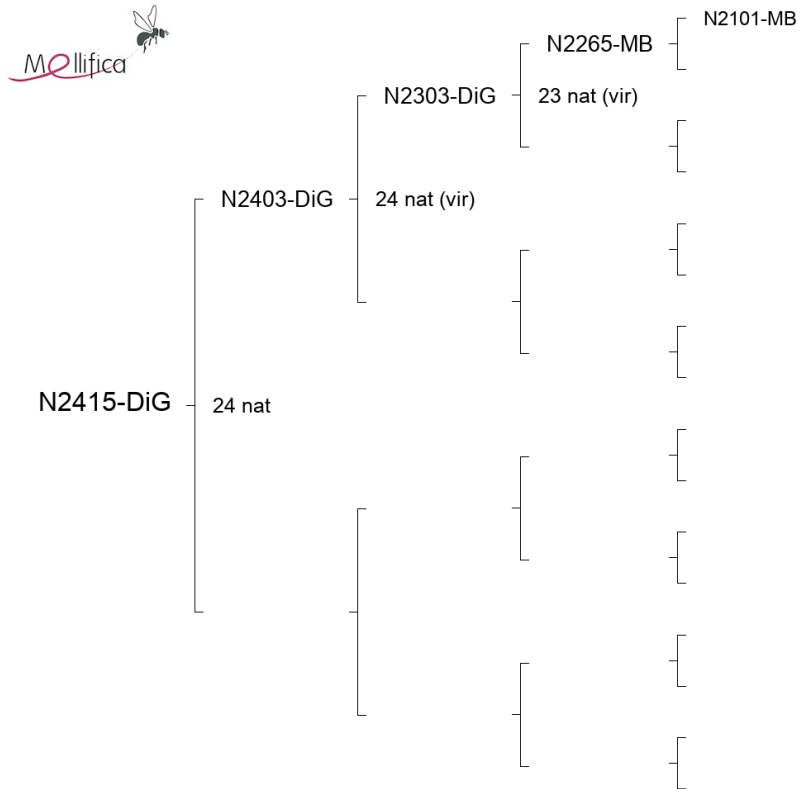 Mellifica
N2101-MB
N2265-MB
23 nat (vir)
N2303-DiG
24 nat (vir)
N2403-DiG
24 nat
N2415-DiG